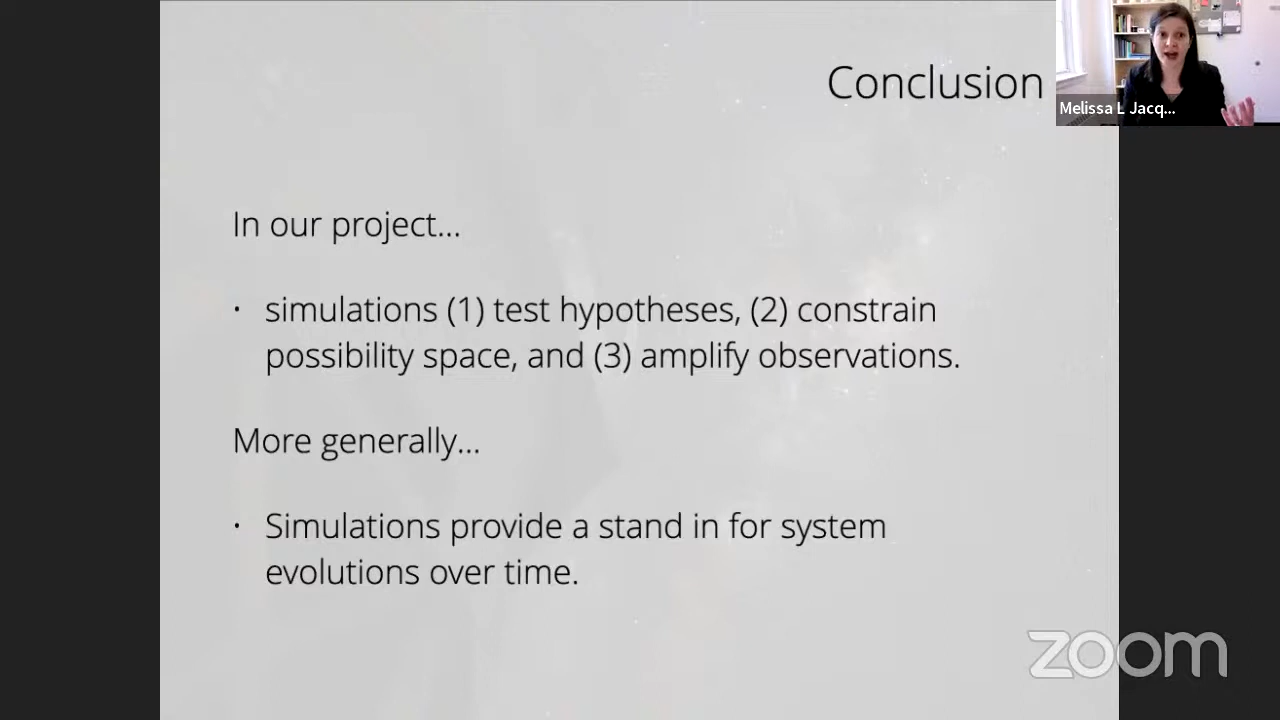 Conclusion
Melissa L Jacq...
In our project...
· simulations (1) test hypotheses, (2) constrain
possibility space, and (3) amplify observations.
More generally...
· Simulations provide a stand in for system
evolutions over time.
zoom